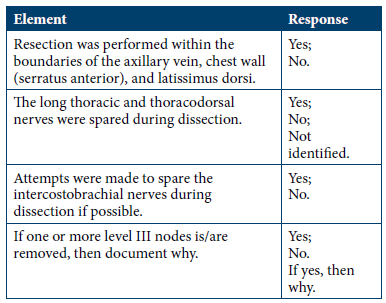 Element Response
Resection was performed within the Yes;
boundaries of the axillary vein, chest wall No.
(serratus anterior), and latissimus dorsi.
The long thoracic and thoracodorsal Yes;
nerves were spared during dissection. No;
Not
identified.
Attempts were made to spare the Yes;
intercostobrachial nerves during No.
dissection if possible.
If one or more level III nodes is/are Yes;
removed, then document why. No.
If yes, then
why.